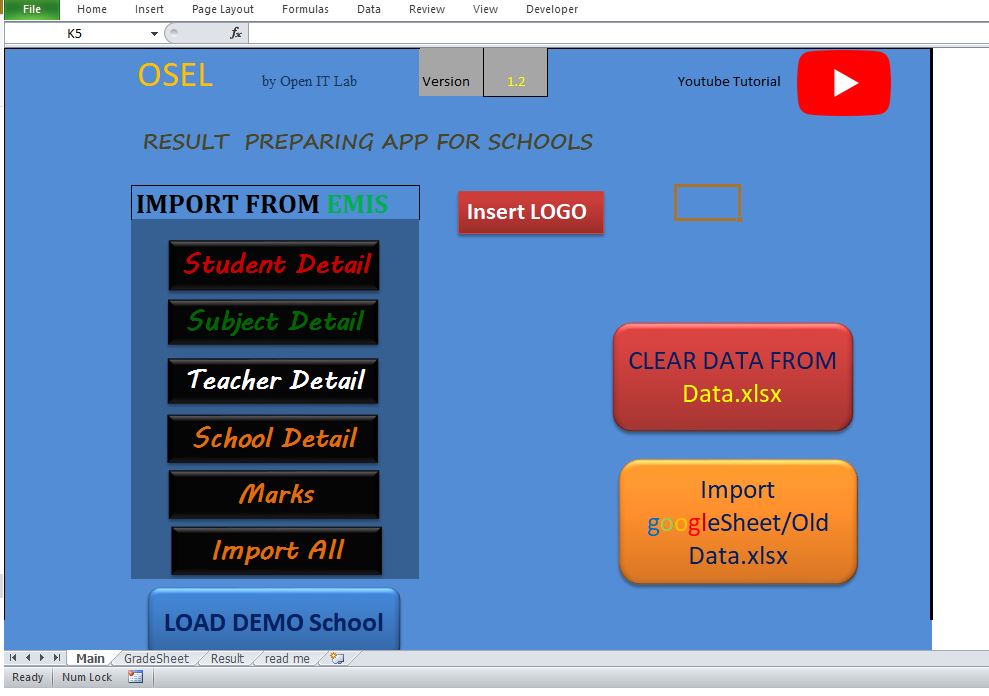 File Home Insert Page Layout Formulas Data Review View Developer
K5 fx
OSEL by Open IT Lab Version 1.2 Youtube Tutorial
RESULT PREPARING APP FOR SCHOOLS
IMPORT FROM EMIS
Insert LOGO
Student Detail
Subject Detail
Teacher Detail
School Detail
Marks
Import All
LOAD DEMO School
CLEAR DATA FROM
Data.xlsx
Import
googleSheet/Old
Data.xlsx
Main GradeSheet Result read me
Ready Num Lock